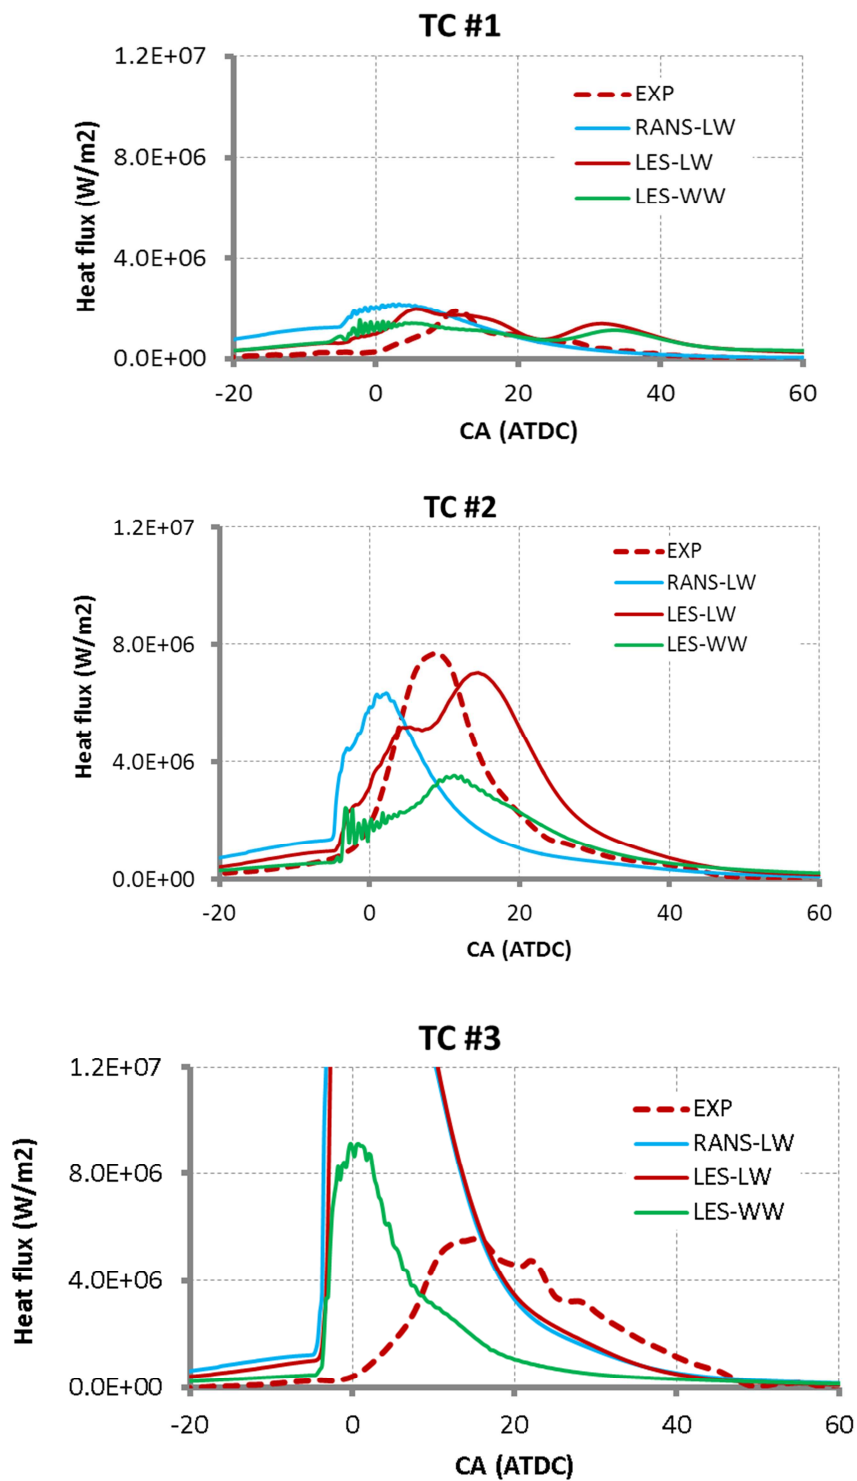 TC #1
1.2E+07
8.0E+06
4.0E+06
0.0E+00
Heat flux (W/m2)
EXP
RANS-LW
LES-LW
LES-WW
-20 0 20 40 60
CA (ATDC)
TC #2
1.2E+07
8.0E+06
4.0E+06
0.0E+00
Heat flux (W/m2)
EXP
RANS-LW
LES-LW
LES-WW
-20 0 20 40 60
CA (ATDC)
TC #3
1.2E+07
8.0E+06
4.0E+06
0.0E+00
Heat flux (W/m2)
EXP
RANS-LW
LES-LW
LES-WW
-20 0 20 40 60
CA (ATDC)